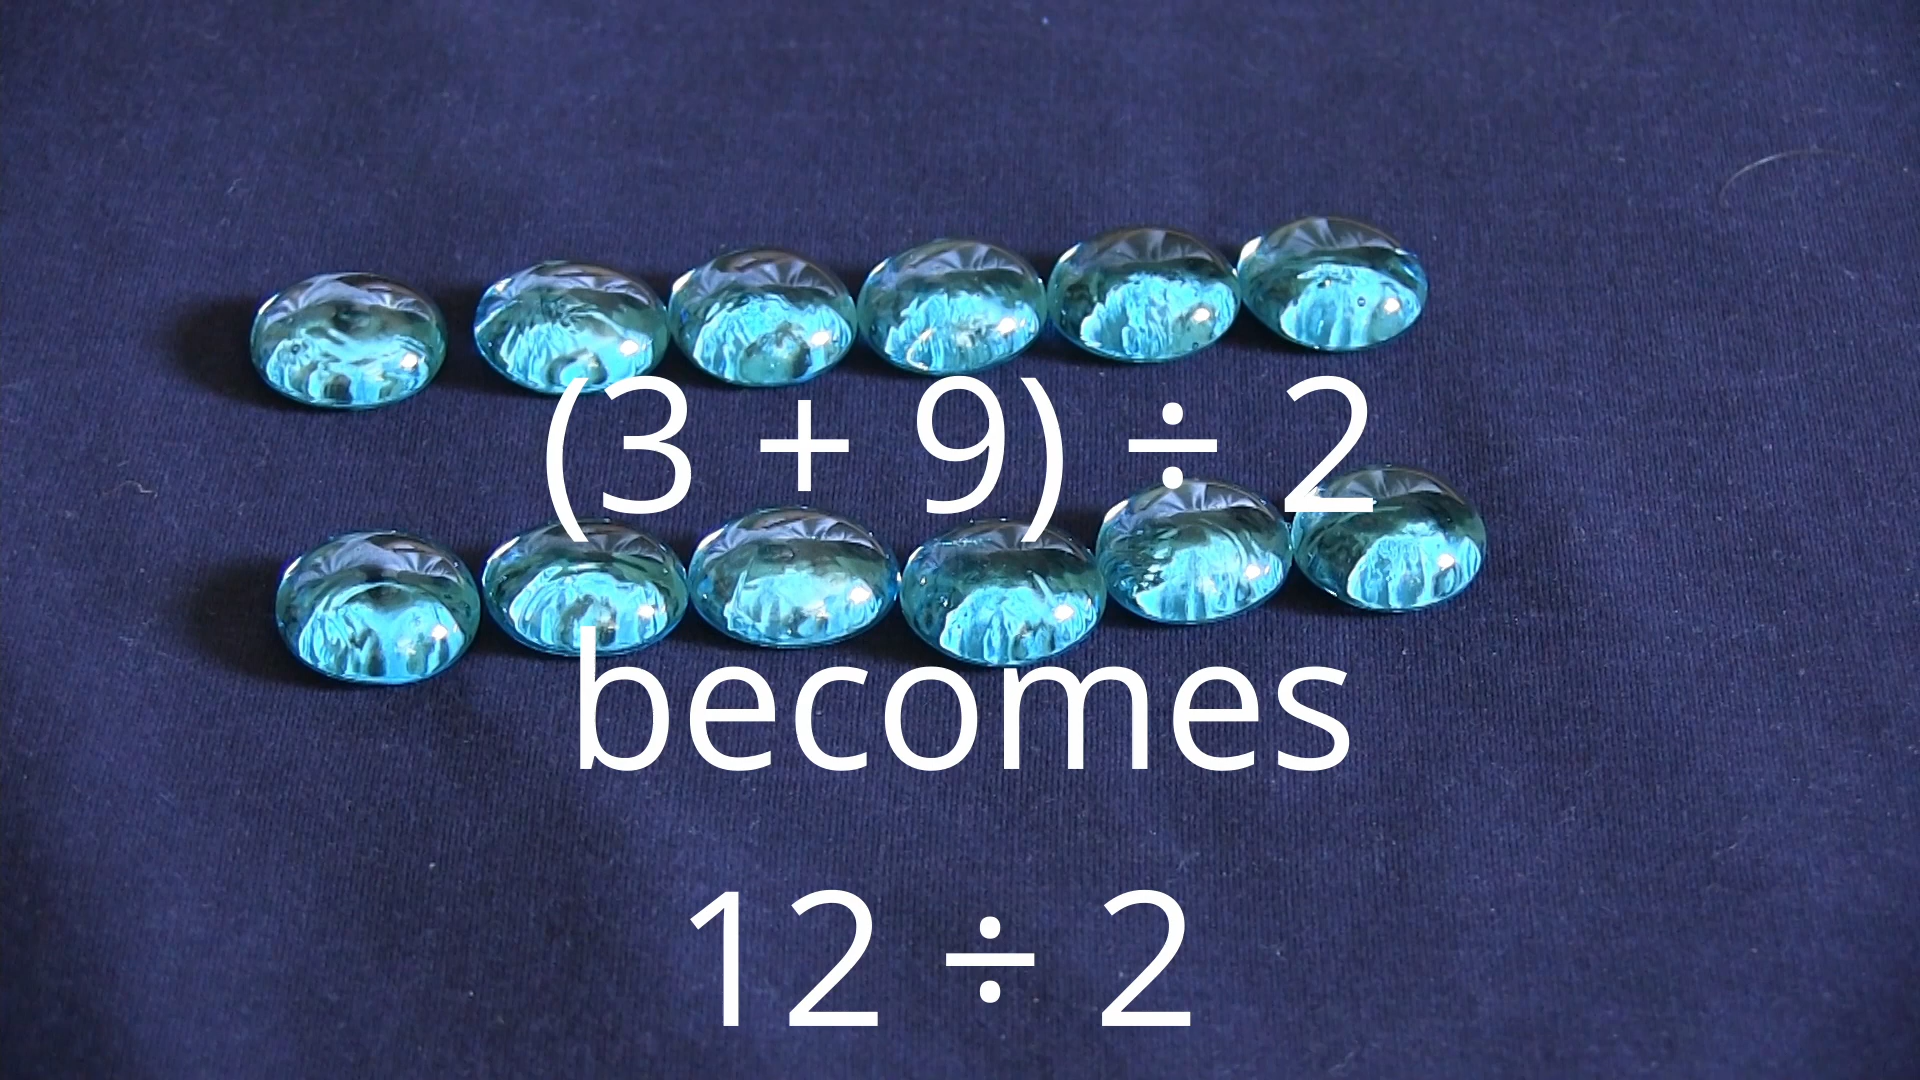 (3 + 9) ÷ 2
becomes
12 ÷ 2